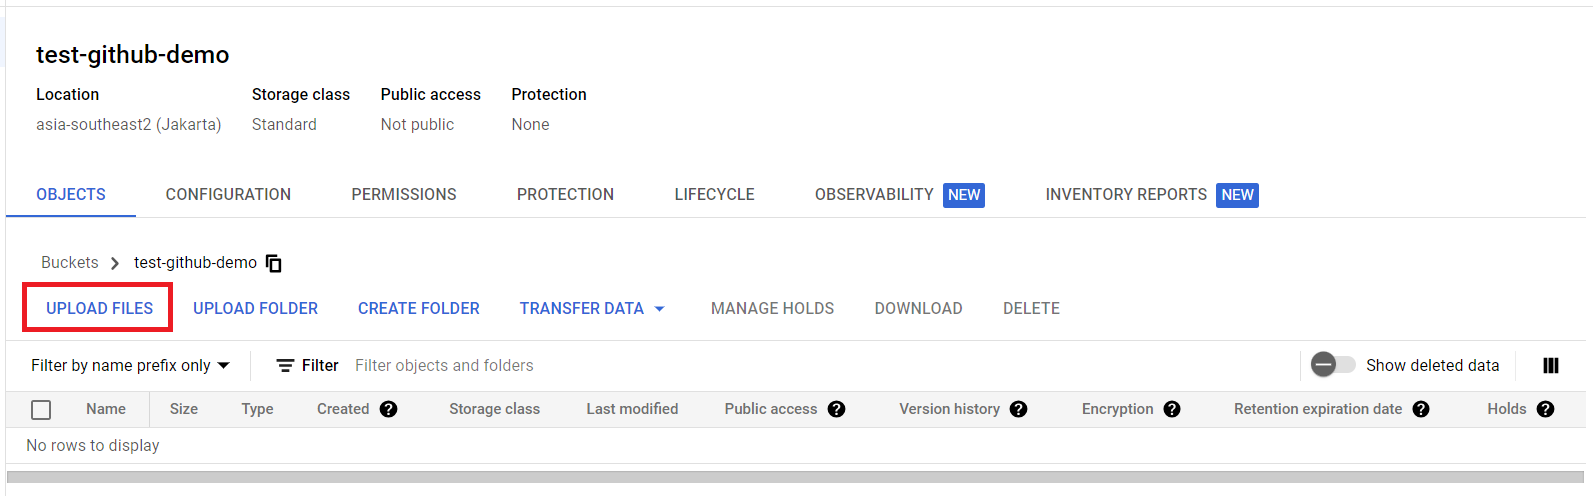 test-github-demo
Location Storage class Public access Protection
asia-southeast2 (Jakarta) Standard Not public None
OBJECTS CONFIGURATION PERMISSIONS PROTECTION LIFECYCLE OBSERVABILITY NEW INVENTORY REPORTS NEW
Buckets test-github-demo
UPLOAD FILES UPLOAD FOLDER CREATE FOLDER TRANSFER DATA MANAGE HOLDS DOWNLOAD DELETE
Filter by name prefix only Filter Filter objects and folders Show deleted data
Name Size Type Created ? Storage class Last modified Public access ? Version history ? Encryption ? Retention expiration date ? Holds ?
No rows to display